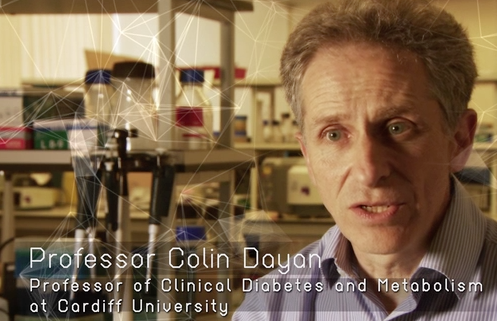 Professor Colin Dayan
Professor of Clinical Diabetes and Metabolism
at Cardiff University